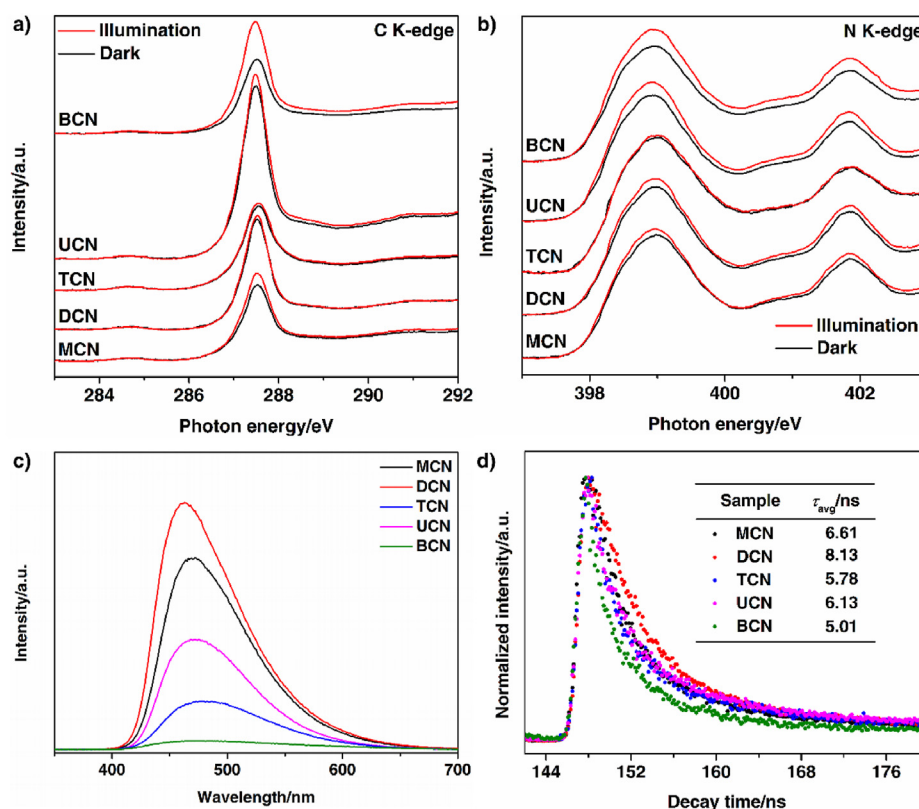 a)
Illumination
Dark
C K-edge
BCN
UCN
TCN
DCN
MCN
Intensity/a.u.
284 286 288 290 292
Photon energy/eV
b)
N K-edge
BCN
UCN
TCN
DCN
MCN
Illumination
Dark
Intensity/a.u.
398 400 402
Photon energy/eV
c)
MCN
DCN
TCN
UCN
BCN
Intensity/a.u.
400 500 600 700
Wavelength/nm
d)
Sample τavg/ns
MCN 6.61
DCN 8.13
TCN 5.78
UCN 6.13
BCN 5.01
Normalized intensity/a.u.
144 152 160 168 176
Decay time/ns